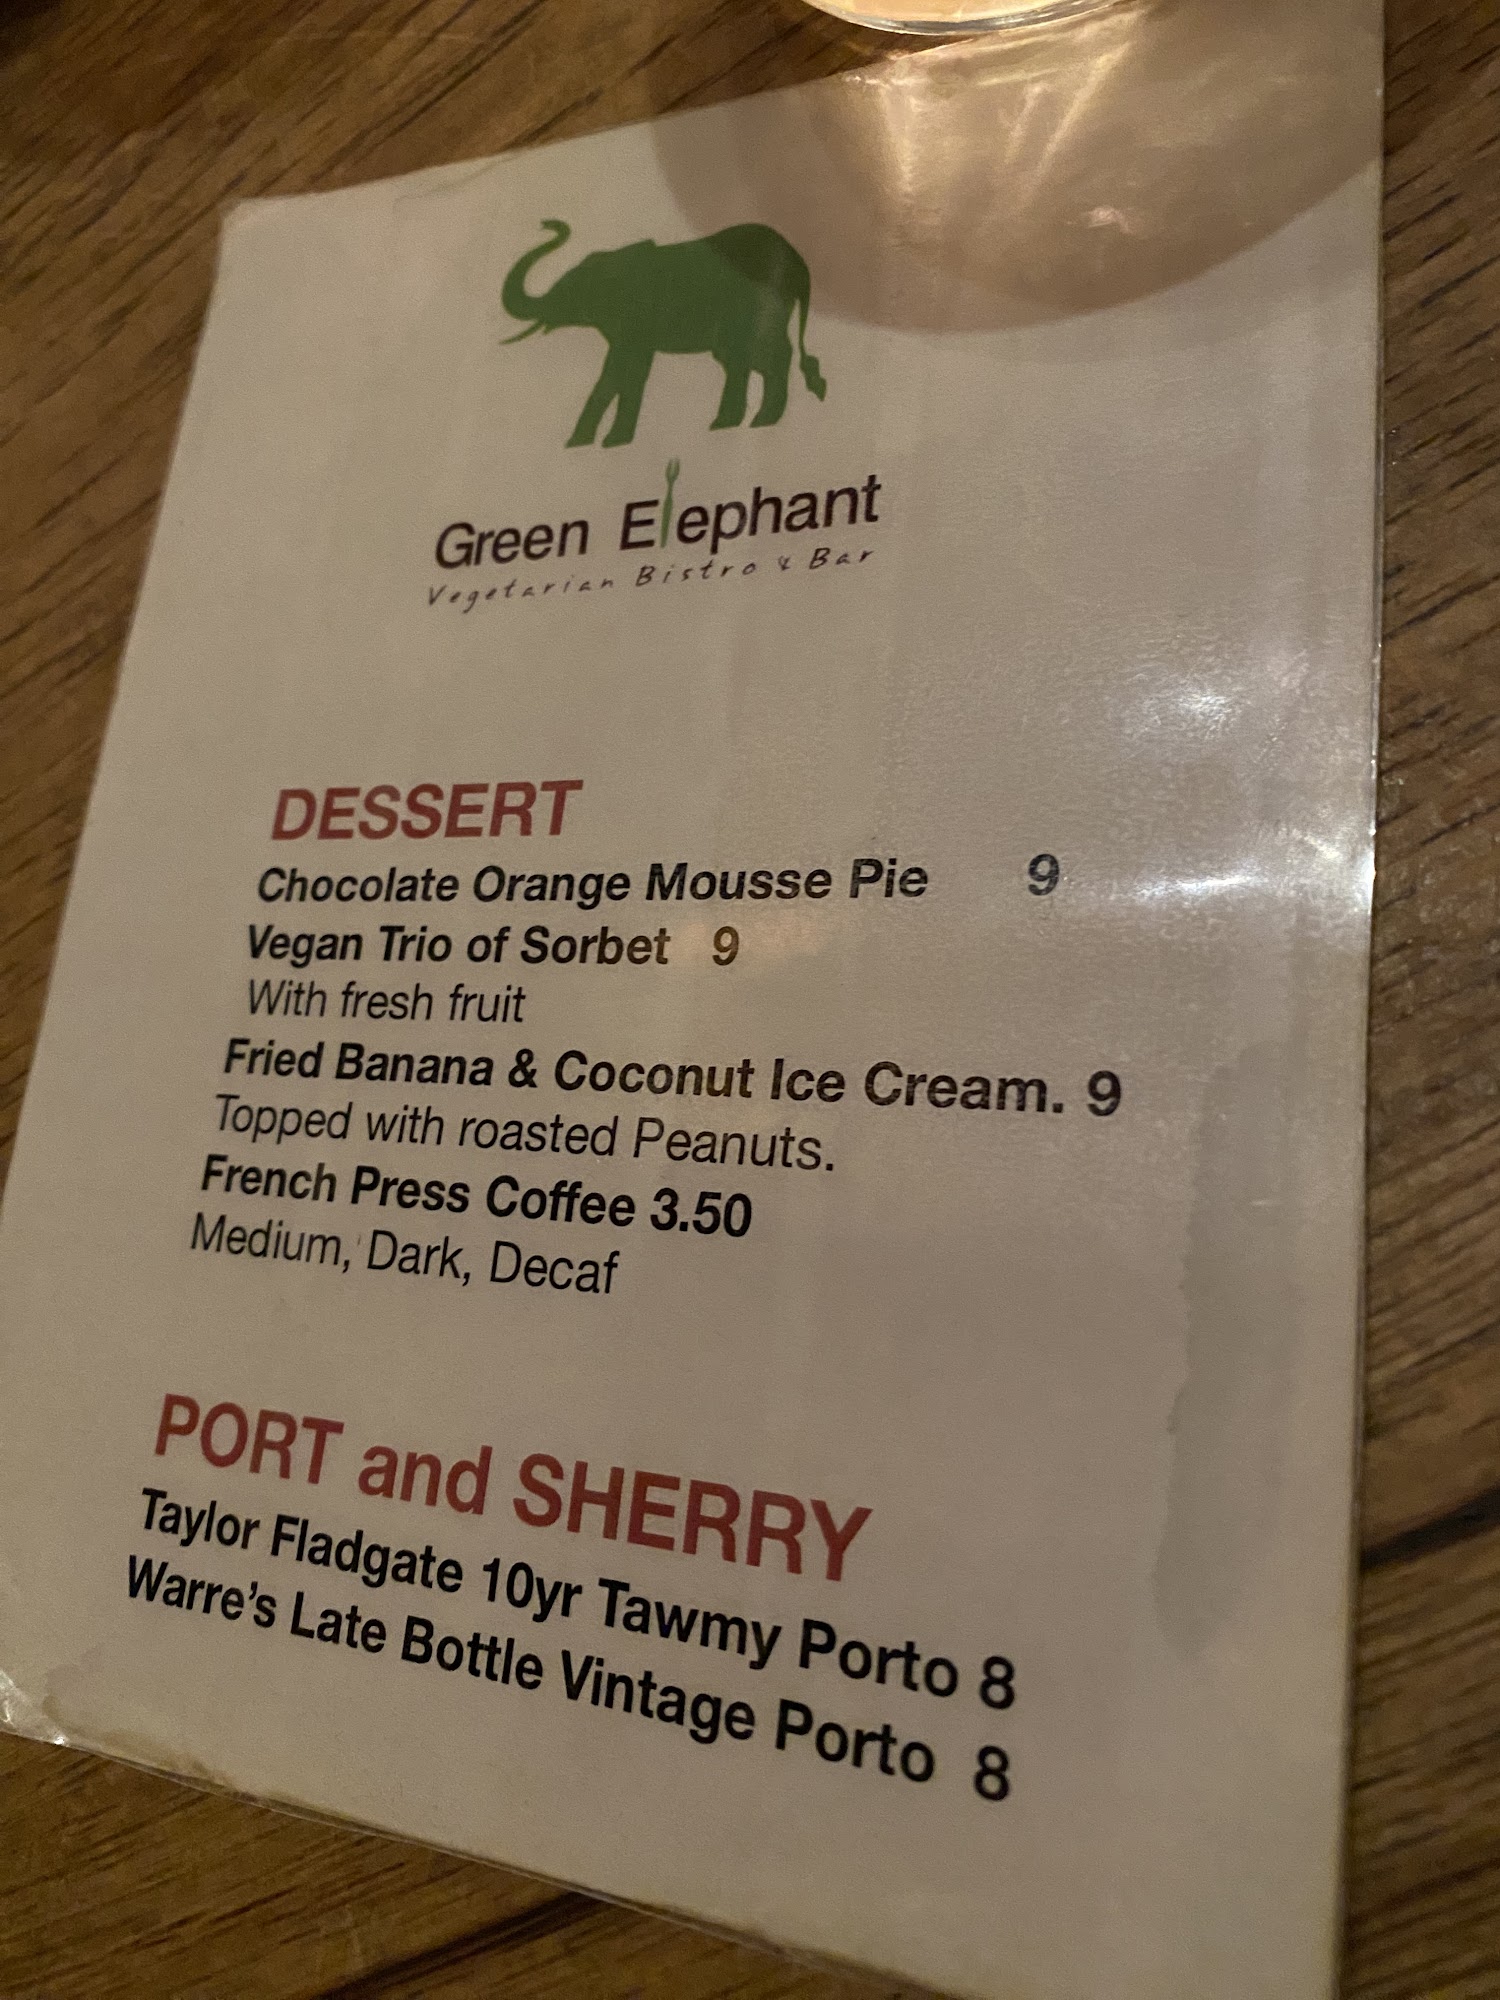 Green Elephant
Vegetarian Bistro & Bar
DESSERT
Chocolate Orange Mousse Pie 9
Vegan Trio of Sorbet 9
With fresh fruit
Fried Banana & Coconut Ice Cream. 9
Topped with roasted Peanuts.
French Press Coffee 3.50
Medium, Dark, Decaf
PORT and SHERRY
Taylor Fladgate 10yr Tawmy Porto 8
Warre's Late Bottle Vintage Porto 8